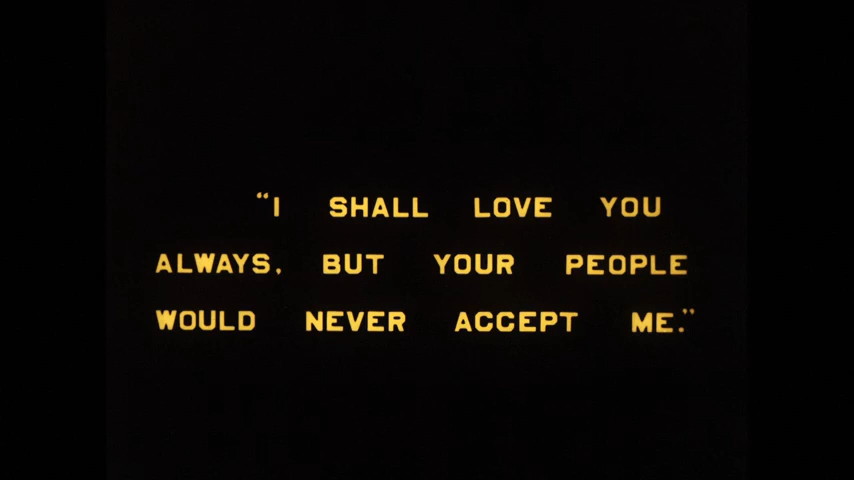 "I SHALL LOVE YOU
ALWAYS, BUT YOUR PEOPLE
WOULD NEVER ACCEPT ME."